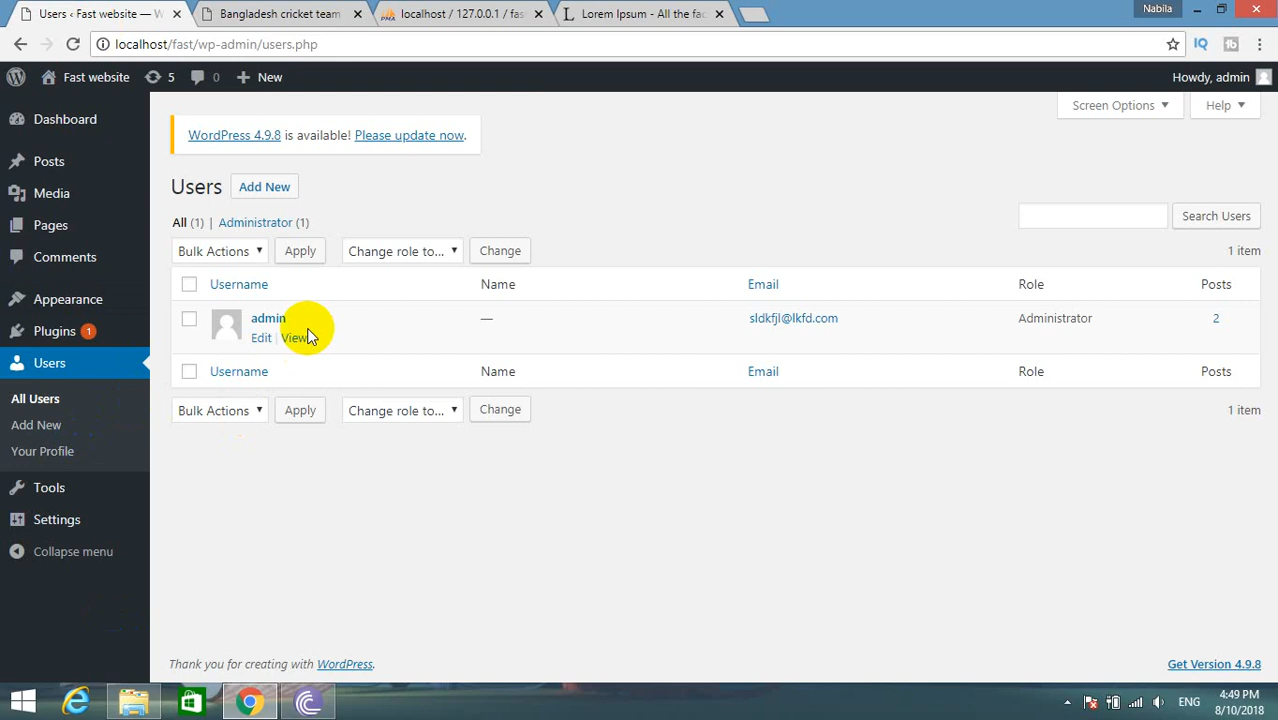 Users ‹ Fast website — W
Bangladesh cricket team
localhost / 127.0.0.1 / fas
Lorem Ipsum - All the fac
Nabila
localhost/fast/wp-admin/users.php
Fast website 5 0 New
Howdy, admin
Screen Options Help
WordPress 4.9.8 is available! Please update now.
Dashboard
Posts
Media
Pages
Comments
Appearance
Plugins 1
Users
All Users
Add New
Your Profile
Tools
Settings
Collapse menu
Users Add New
All (1) | Administrator (1)
Search Users
Bulk Actions Apply Change role to... Change 1 item
Username Name Email Role Posts
admin — sldkfjl@lkfd.com Administrator 2
Edit | View
Username Name Email Role Posts
Bulk Actions Apply Change role to... Change 1 item
Thank you for creating with WordPress.
Get Version 4.9.8
ENG
4:49 PM
8/10/2018